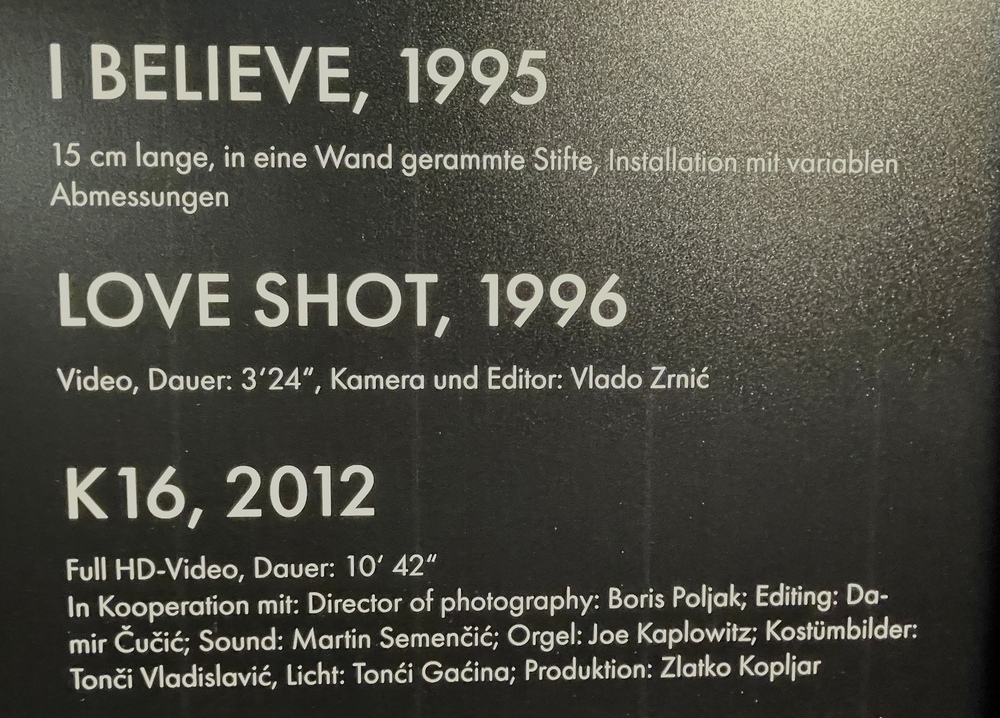 I BELIEVE, 1995
15 cm lange, in eine Wand gerammte Stifte, Installation mit variablen
Abmessungen
LOVE SHOT, 1996
Video, Dauer: 3‘24“, Kamera und Editor: Vlado Zrnić
K16, 2012
Full HD-Video, Dauer: 10‘ 42“
In Kooperation mit: Director of photography: Boris Poljak; Editing: Da-
mir Čučić; Sound: Martin Semenčić; Orgel: Joe Kaplowitz; Kostümbilder:
Tonči Vladislavić, Licht: Tonći Gaćina; Produktion: Zlatko Kopljar